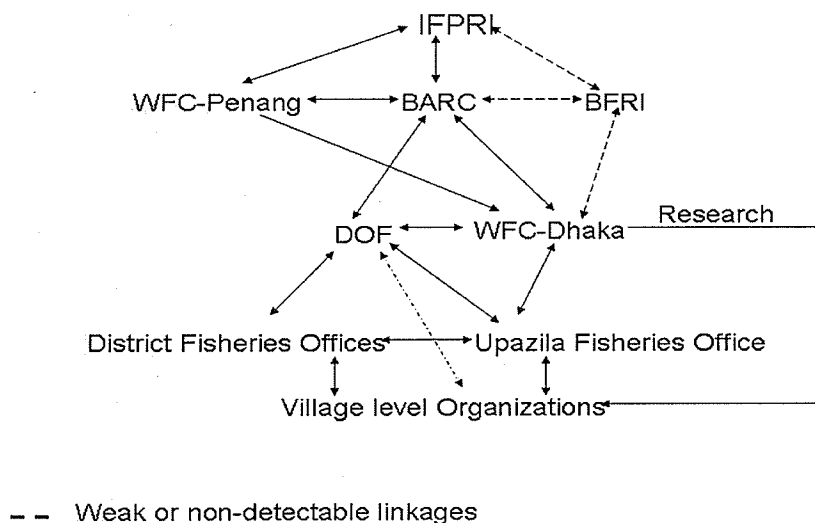 IFPRI
WFC-Penang BARC BFRI
Research
DOF WFC-Dhaka
District Fisheries Offices Upazila Fisheries Office
Village level Organizations
Weak or non-detectable linkages